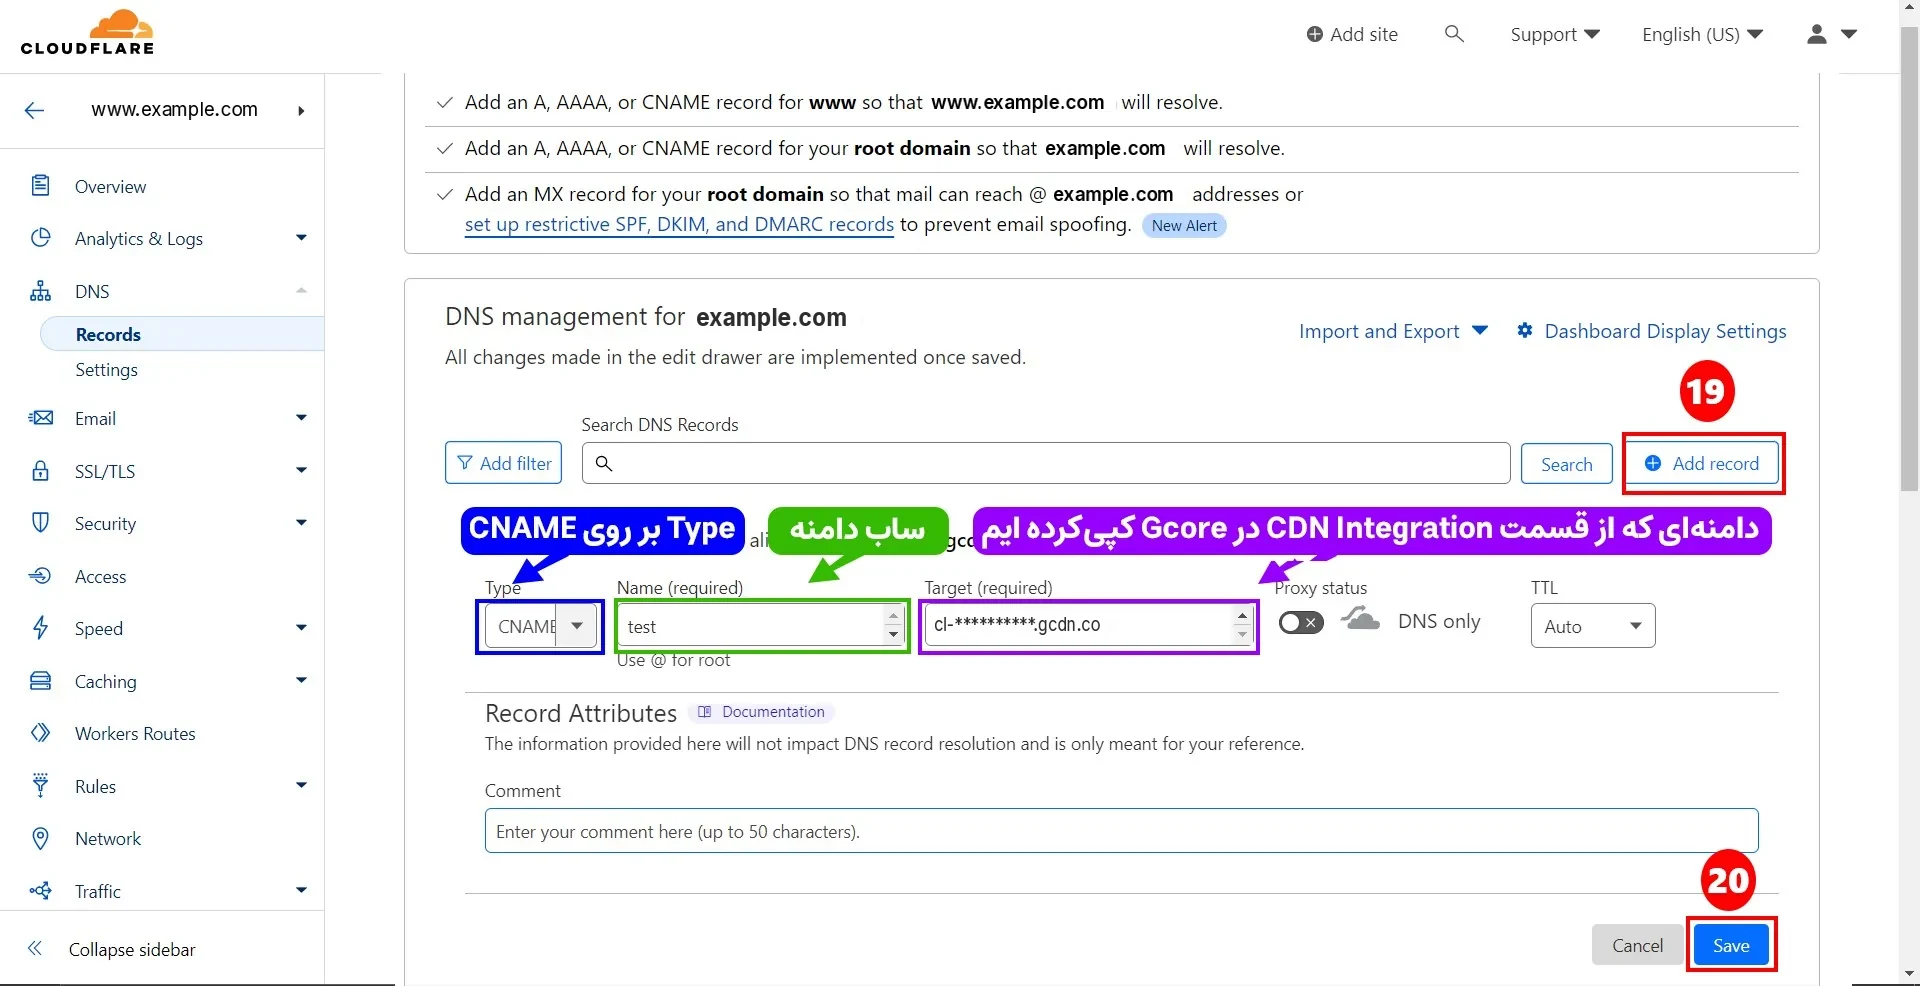 CLOUDFLARE
Add site
Support
English (US)
www.example.com
Overview
Analytics & Logs
DNS
Records
Settings
Email
SSL/TLS
Security
Access
Speed
Caching
Workers Routes
Rules
Network
Traffic
Collapse sidebar
Add an A, AAAA, or CNAME record for www so that www.example.com will resolve.
Add an A, AAAA, or CNAME record for your root domain so that example.com will resolve.
Add an MX record for your root domain so that mail can reach @ example.com addresses or
set up restrictive SPF, DKIM, and DMARC records to prevent email spoofing. New Alert
DNS management for example.com
All changes made in the edit drawer are implemented once saved.
Import and Export
Dashboard Display Settings
19
Search DNS Records
Add filter
Search
Add record
Type بر روی CNAME
ساب دامنه
دامنه‌ای که از قسمت CDN Integration در Gcore کپی‌کرده ایم
Type
Name (required)
Target (required)
Proxy status
TTL
CNAME
test
cl-**********.gcdn.co
DNS only
Auto
Use @ for root
Record Attributes
Documentation
The information provided here will not impact DNS record resolution and is only meant for your reference.
Comment
Enter your comment here (up to 50 characters).
20
Cancel
Save